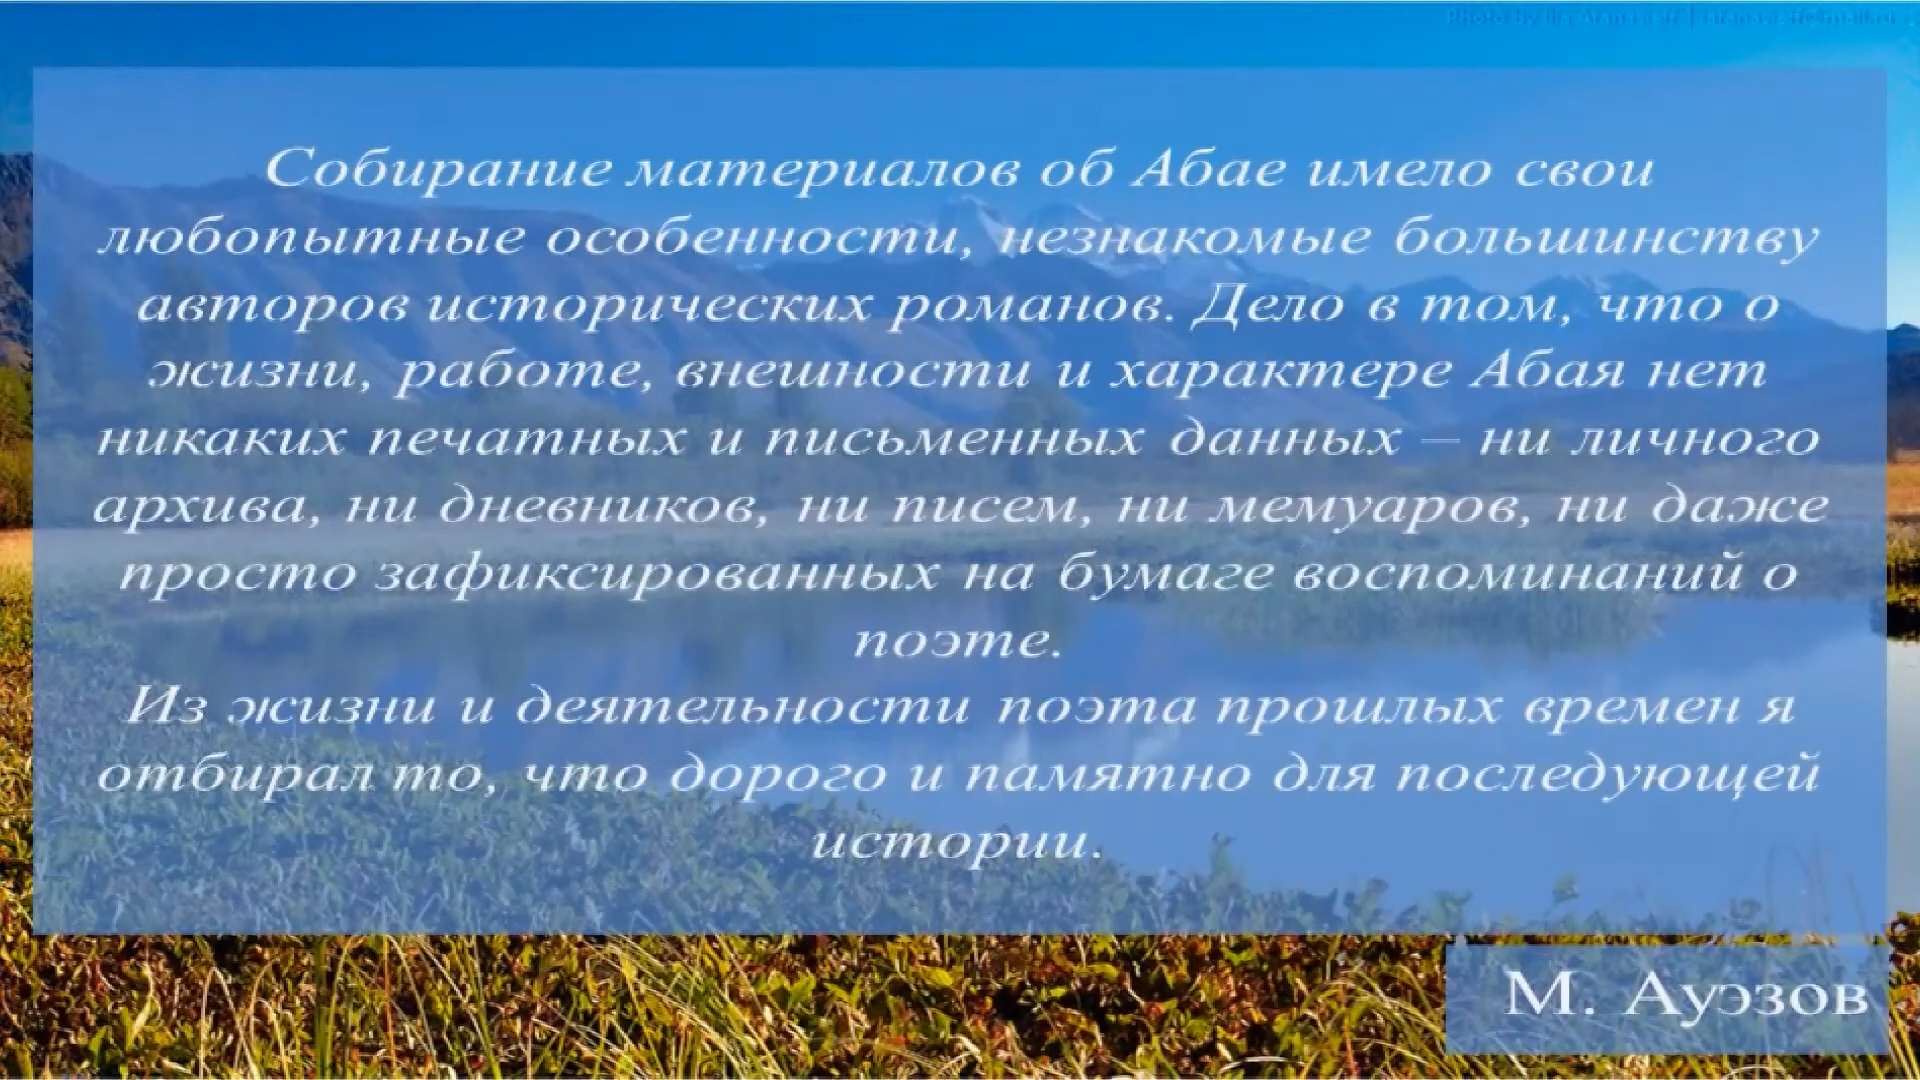 Собирание материалов об Абае имело свои
любопытные особенности, незнакомые большинству
авторов исторических романов. Дело в том, что о
жизни, работе, внешности и характере Абая нет
никаких печатных и письменных данных – ни личного
архива, ни дневников, ни писем, ни мемуаров, ни даже
просто зафиксированных на бумаге воспоминаний о
поэте.
Из жизни и деятельности поэта прошлых времен я
отбирал то, что дорого и памятно для последующей
истории.
М. Ауэзов